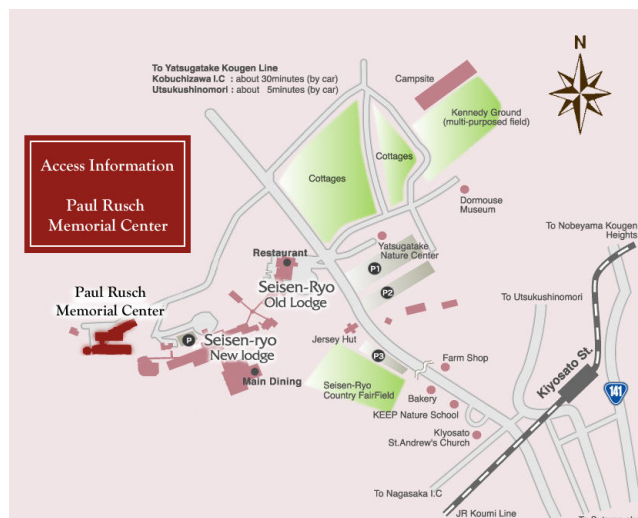 To Yatsugatake Kougen Line
Kobuchizawa I.C : about 30minutes (by car)
Utsukushinomori : about 5minutes (by car)
N
Campsite
Kennedy Ground
(multi-purposed field)
Access Information
Paul Rusch
Memorial Center
Cottages
Cottages
Dormouse
Museum
To Nobeyama Kougen
Heights
Restaurant
Yatsugatake
Nature Center
P1
P2
Seisen-Ryo
Old Lodge
To Utsukushinomori
Paul Rusch
Memorial Center
P
Seisen-ryo
New lodge
Jersey Hut
P3
Farm Shop
Kiyosato St.
141
Main Dining
Seisen-Ryo
Country FairField
Bakery
KEEP Nature School
Kiyosato
St.Andrew's Church
To Nagasaka I.C
JR Koumi Line